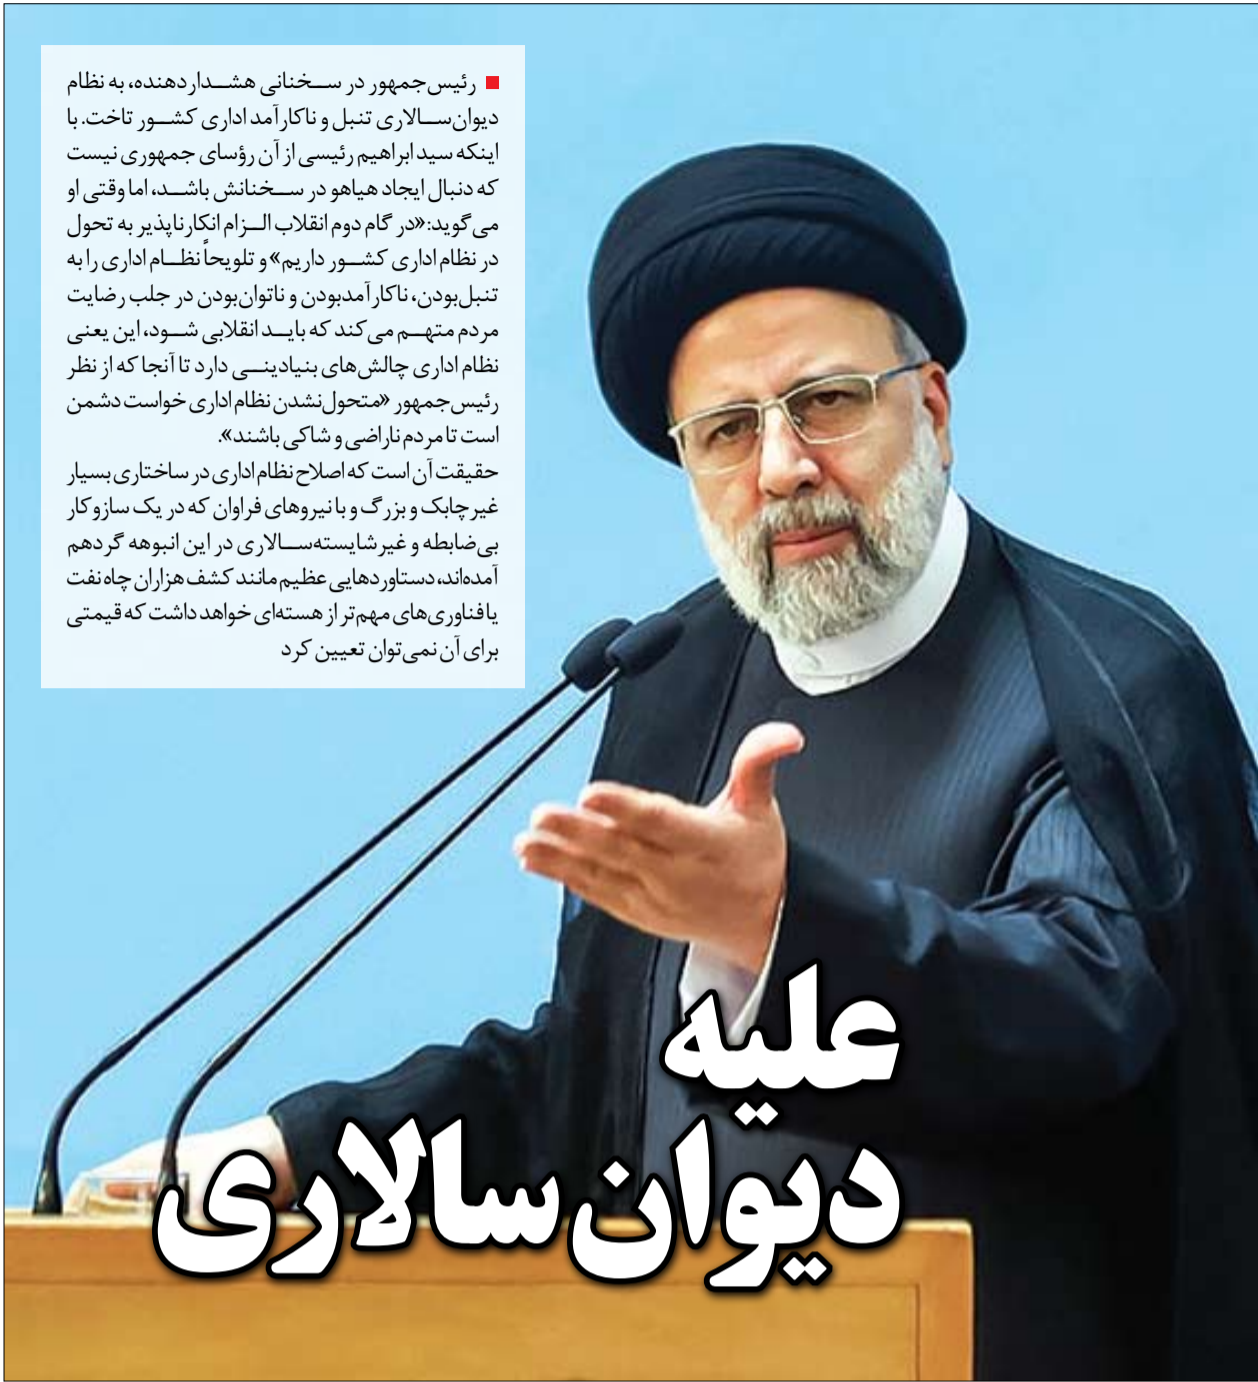 رئیس‌جمهور در سخنانی هشداردهنده، به نظام
دیوان‌سالاری تنبل و ناکارآمد اداری کشور تاخت. با
اینکه سیدابراهیم رئیسی از آن رؤسای جمهوری نیست
که دنبال ایجاد هیاهو در سخنانش باشد، اما وقتی او
می‌گوید:«در گام دوم انقلاب الزام انکارناپذیر به تحول
در نظام اداری کشور داریم» و تلویحاً نظام اداری را به
تنبل‌بودن، ناکارآمدبودن و ناتوان‌بودن در جلب رضایت
مردم متهم می‌کند که باید انقلابی شود، این یعنی
نظام اداری چالش‌های بنیادینی دارد تا آنجا که از نظر
رئیس‌جمهور «متحول‌نشدن نظام اداری خواست دشمن
است تا مردم ناراضی و شاکی باشند».
حقیقت آن است که اصلاح نظام اداری در ساختاری بسیار
غیرچابک و بزرگ و با نیروهای فراوان که در یک سازوکار
بی‌ضابطه و غیرشایسته‌سالاری در این انبوهه گردهم
آمده‌اند، دستاوردهایی عظیم مانند کشف هزاران چاه نفت
یا فناوری‌های مهم‌تر از هسته‌ای خواهد داشت که قیمتی
برای آن نمی‌توان تعیین کرد
علیه
دیوان‌سالاری